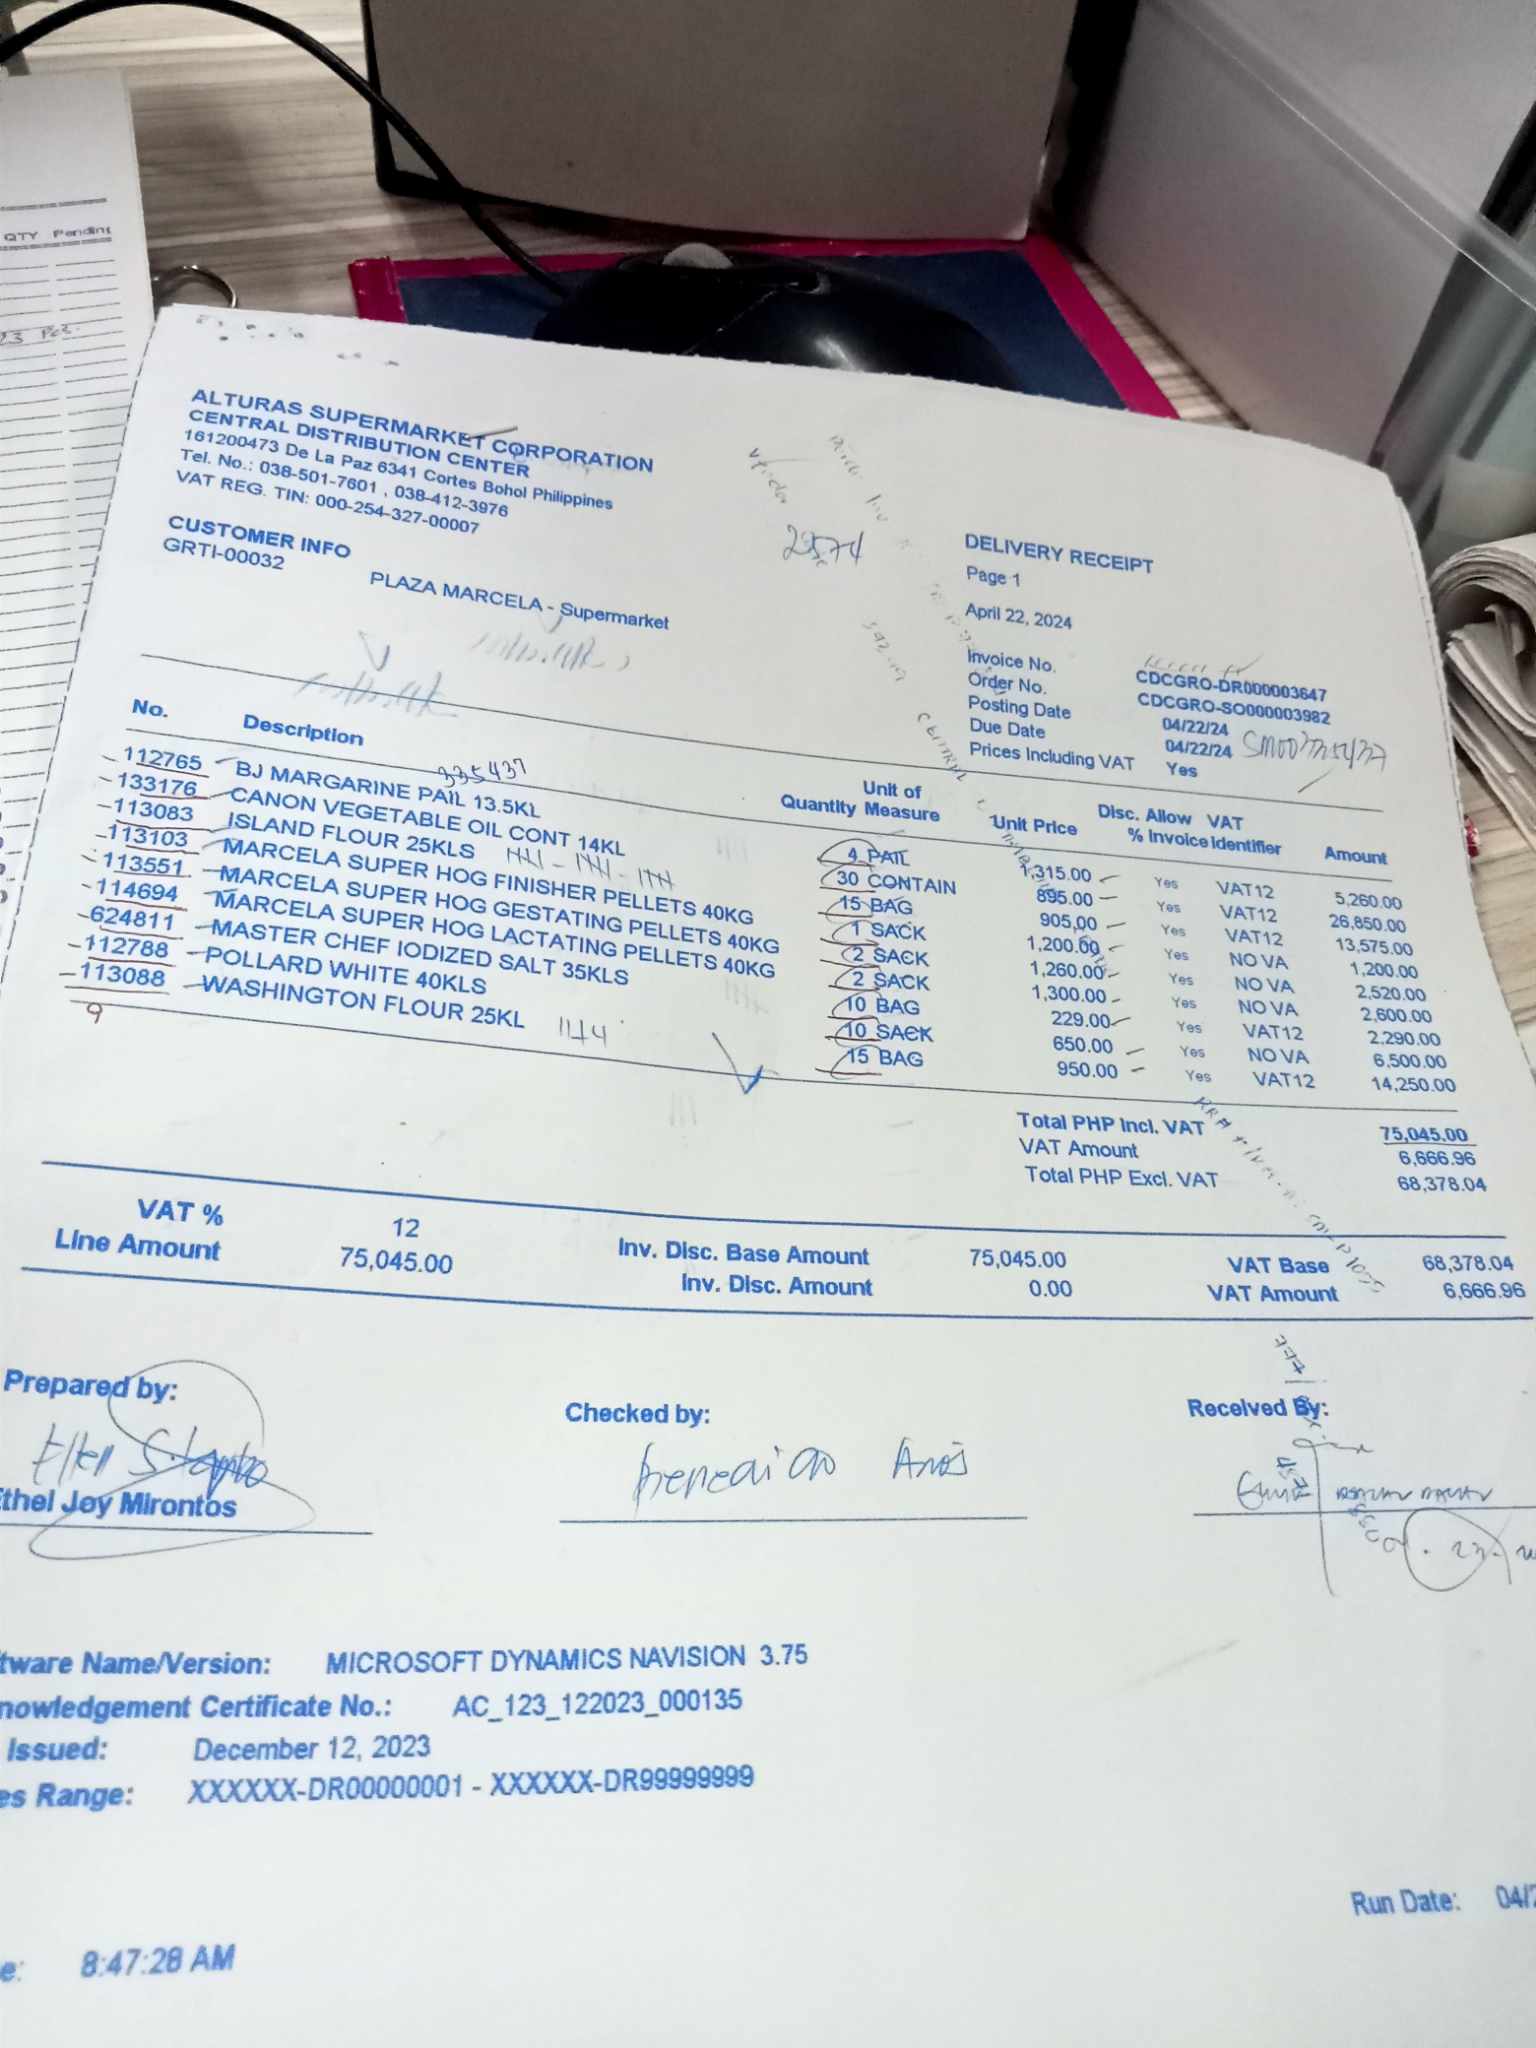 QTY Pending
23 Pcs.
ALTURAS SUPERMARKET CORPORATION
CENTRAL DISTRIBUTION CENTER
161200473 De La Paz 6341 Cortes Bohol Philippines
Tel. No.: 038-501-7601 , 038-412-3976
VAT REG. TIN: 000-254-327-00007
CUSTOMER INFO
GRTI-00032
PLAZA MARCELA - Supermarket
2574
DELIVERY RECEIPT
Page 1
April 22, 2024
Invoice No. CDCGRO-DR000003647
Order No. CDCGRO-SO000003982
Posting Date 04/22/24
Due Date 04/22/24
Prices Including VAT Yes
No. Description Quantity Unit of Measure Unit Price Disc. % Allow Invoice VAT Identifier Amount
335437
112765 BJ MARGARINE PAIL 13.5KL 4 PAIL 1,315.00 Yes VAT12 5,260.00
133176 CANON VEGETABLE OIL CONT 14KL 30 CONTAIN 895.00 Yes VAT12 26,850.00
113083 ISLAND FLOUR 25KLS 15 BAG 905.00 Yes VAT12 13,575.00
113103 MARCELA SUPER HOG FINISHER PELLETS 40KG 1 SACK 1,200.00 Yes NO VA 1,200.00
113551 MARCELA SUPER HOG GESTATING PELLETS 40KG 2 SACK 1,260.00 Yes NO VA 2,520.00
114694 MARCELA SUPER HOG LACTATING PELLETS 40KG 2 SACK 1,300.00 Yes NO VA 2,600.00
624811 MASTER CHEF IODIZED SALT 35KLS 10 BAG 229.00 Yes VAT12 2,290.00
112788 POLLARD WHITE 40KLS 10 SACK 650.00 Yes NO VA 6,500.00
113088 WASHINGTON FLOUR 25KL 15 BAG 950.00 Yes VAT12 14,250.00
9
Total PHP Incl. VAT 75,045.00
VAT Amount 6,666.96
Total PHP Excl. VAT 68,378.04
VAT % 12
Line Amount 75,045.00
Inv. Disc. Base Amount 75,045.00
Inv. Disc. Amount 0.00
VAT Base 68,378.04
VAT Amount 6,666.96
Prepared by:
Ethel Joy Mirontos
Checked by:
Received By:
tware Name/Version: MICROSOFT DYNAMICS NAVISION 3.75
nowledgement Certificate No.: AC_123_122023_000135
Issued: December 12, 2023
es Range: XXXXXX-DR00000001 - XXXXXX-DR99999999
Run Date: 04/2
e: 8:47:28 AM